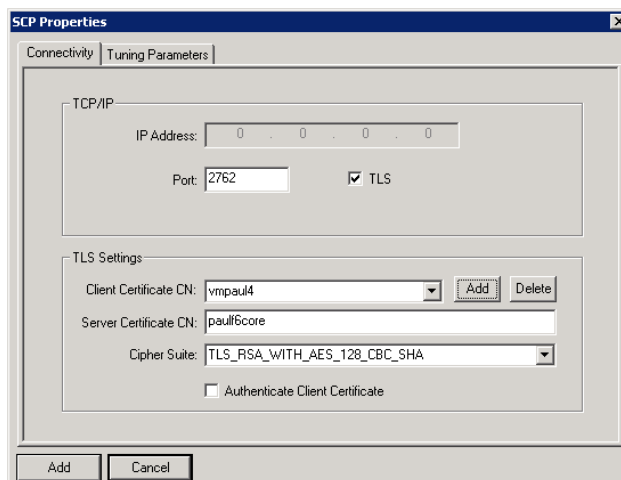 SCP Properties
Connectivity Tuning Parameters
TCP/IP
IP Address: 0 . 0 . 0 . 0
Port: 2762 TLS
TLS Settings
Client Certificate CN: vmpaul4 Add Delete
Server Certificate CN: paulf6core
Cipher Suite: TLS_RSA_WITH_AES_128_CBC_SHA
Authenticate Client Certificate
Add Cancel